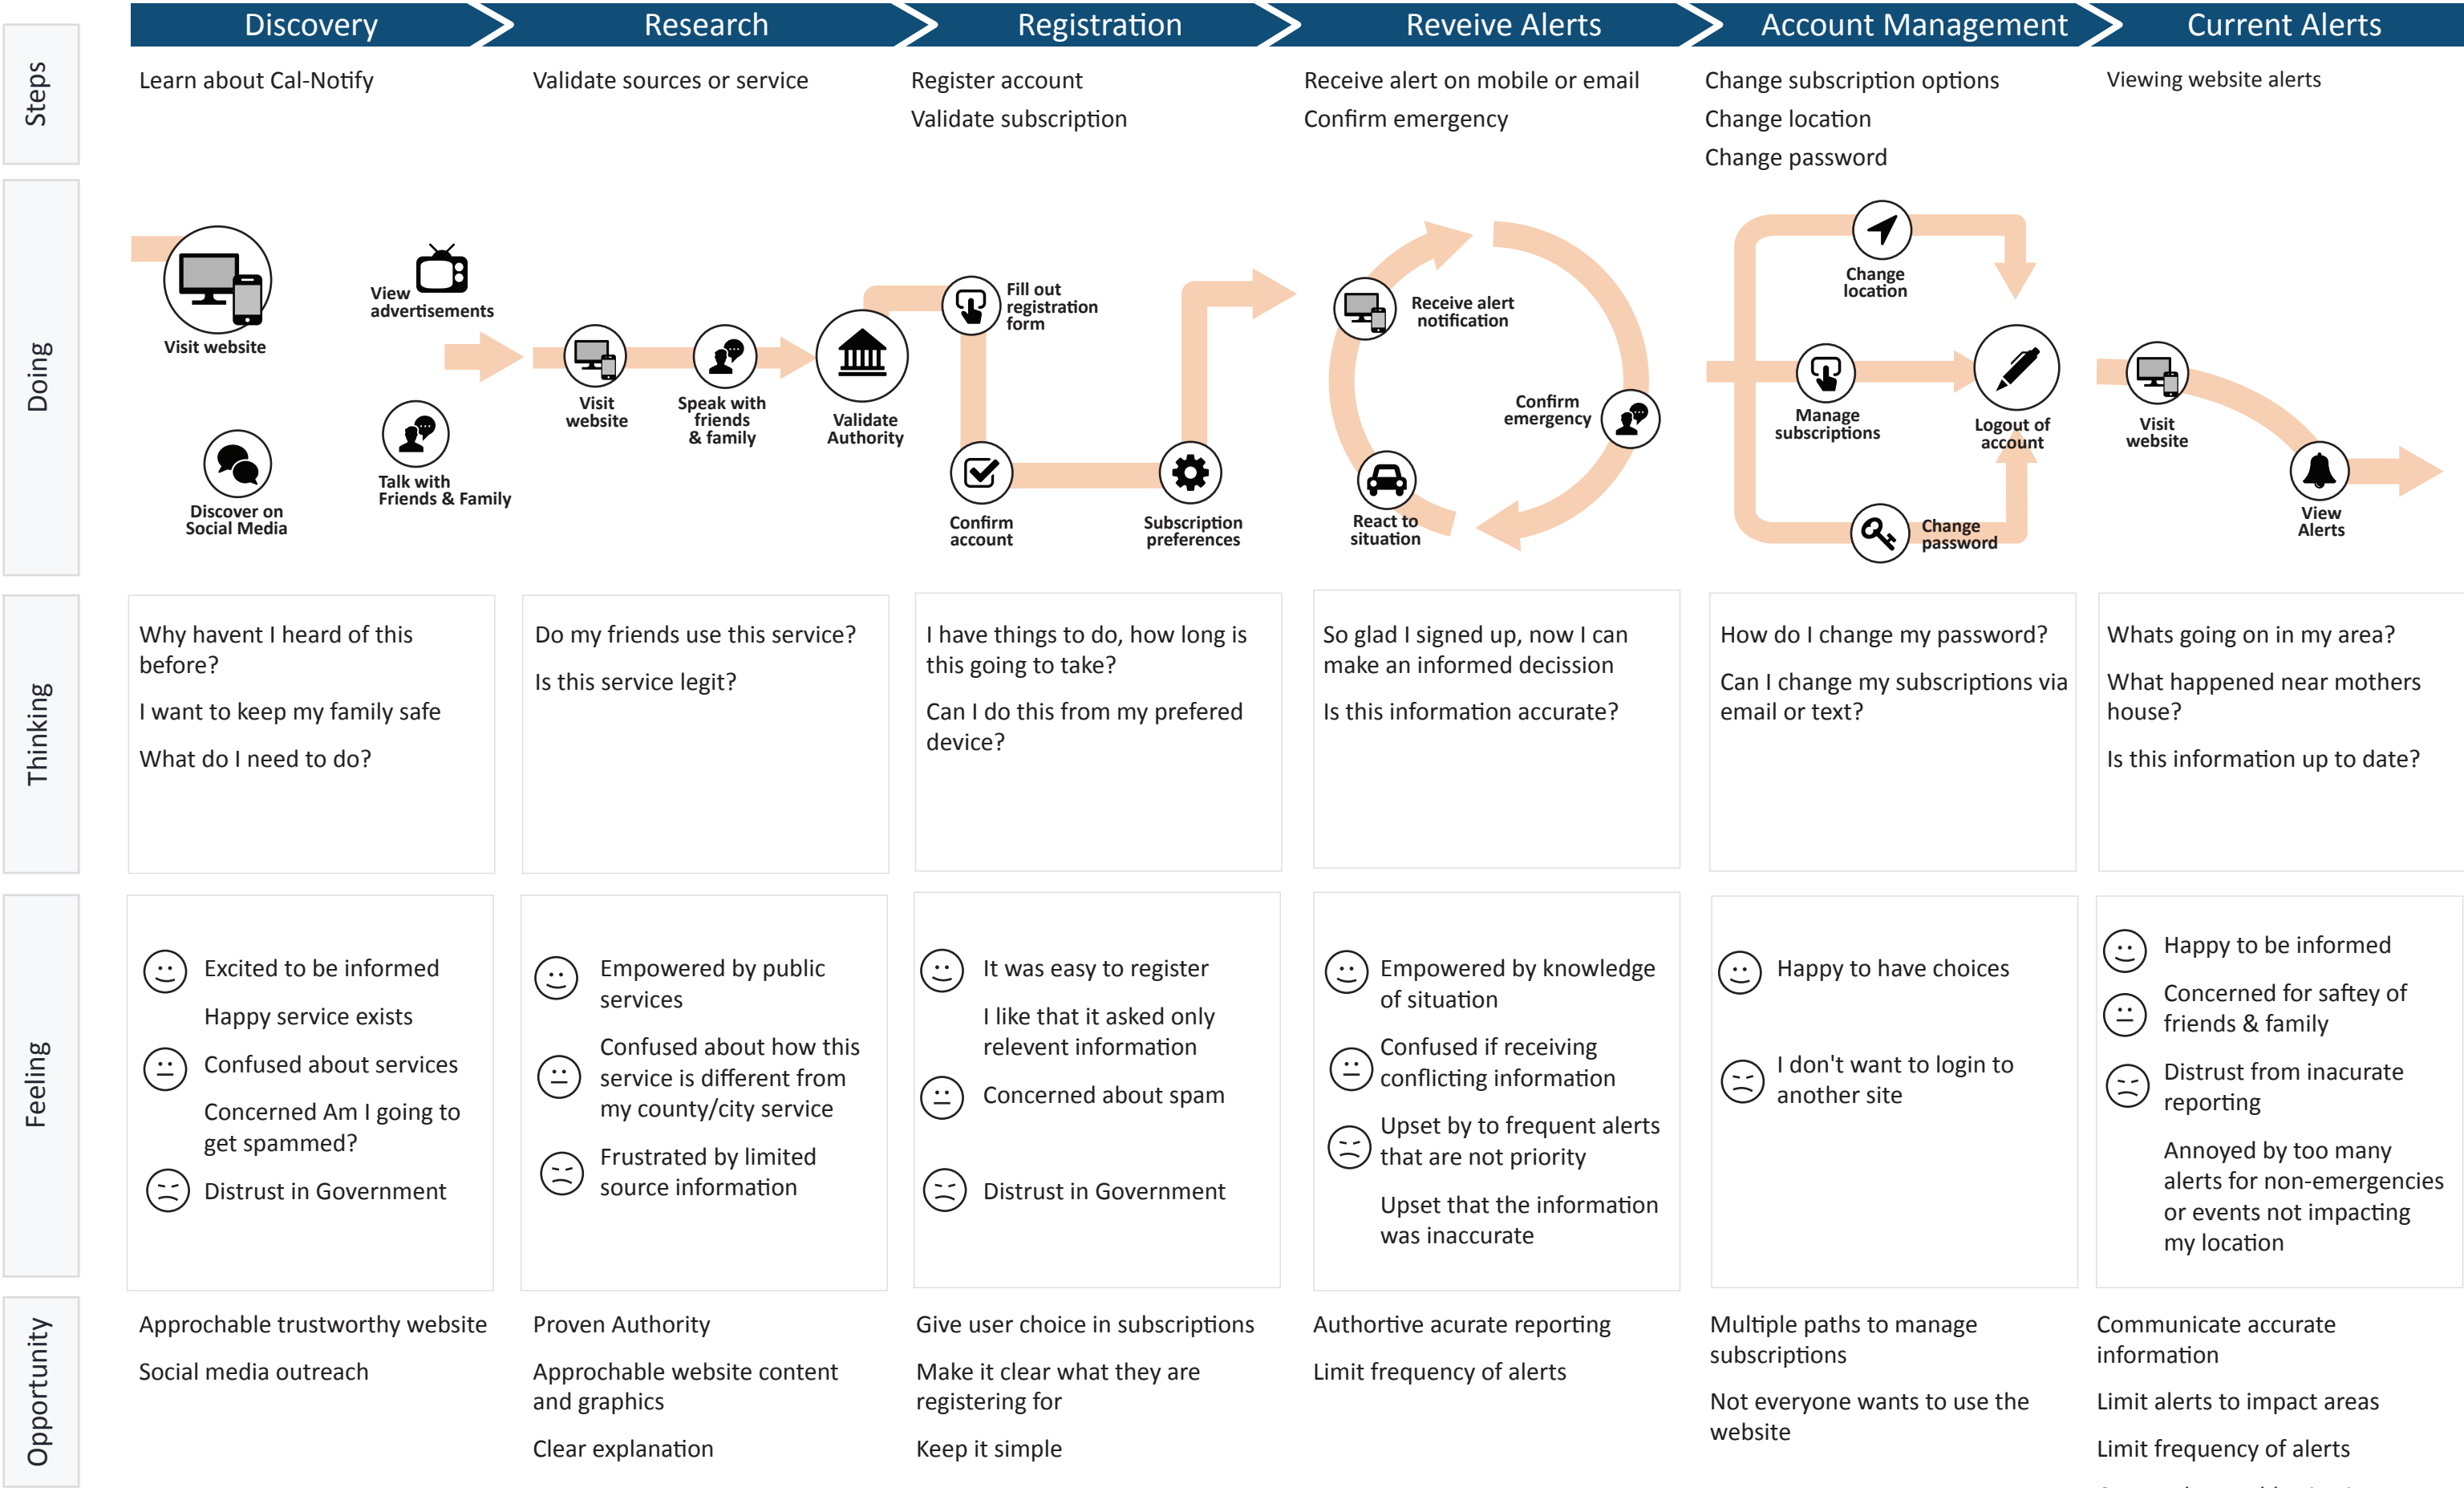 Discovery
Research
Registration
Reveive Alerts
Account Management
Current Alerts
Steps
Learn about Cal-Notify
Validate sources or service
Register account
Validate subscription
Receive alert on mobile or email
Confirm emergency
Change subscription options
Change location
Change password
Viewing website alerts
Doing
Visit website
View
advertisements
Discover on
Social Media
Talk with
Friends & Family
Visit
website
Speak with
friends
& family
Validate
Authority
Fill out
registration
form
Confirm
account
Subscription
preferences
Receive alert
notification
Confirm
emergency
React to
situation
Change
location
Manage
subscriptions
Logout of
account
Change
password
Visit
website
View
Alerts
Thinking
Why havent I heard of this
before?
I want to keep my family safe
What do I need to do?
Do my friends use this service?
Is this service legit?
I have things to do, how long is
this going to take?
Can I do this from my prefered
device?
So glad I signed up, now I can
make an informed decission
Is this information accurate?
How do I change my password?
Can I change my subscriptions via
email or text?
Whats going on in my area?
What happened near mothers
house?
Is this information up to date?
Feeling
Excited to be informed
Happy service exists
Confused about services
Concerned Am I going to
get spammed?
Distrust in Government
Empowered by public
services
Confused about how this
service is different from
my county/city service
Frustrated by limited
source information
It was easy to register
I like that it asked only
relevent information
Concerned about spam
Distrust in Government
Empowered by knowledge
of situation
Confused if receiving
conflicting information
Upset by to frequent alerts
that are not priority
Upset that the information
was inaccurate
Happy to have choices
I don't want to login to
another site
Happy to be informed
Concerned for saftey of
friends & family
Distrust from inacurate
reporting
Annoyed by too many
alerts for non-emergencies
or events not impacting
my location
Opportunity
Approchable trustworthy website
Social media outreach
Proven Authority
Approchable website content
and graphics
Clear explanation
Give user choice in subscriptions
Make it clear what they are
registering for
Keep it simple
Authortive acurate reporting
Limit frequency of alerts
Multiple paths to manage
subscriptions
Not everyone wants to use the
website
Communicate accurate
information
Limit alerts to impact areas
Limit frequency of alerts